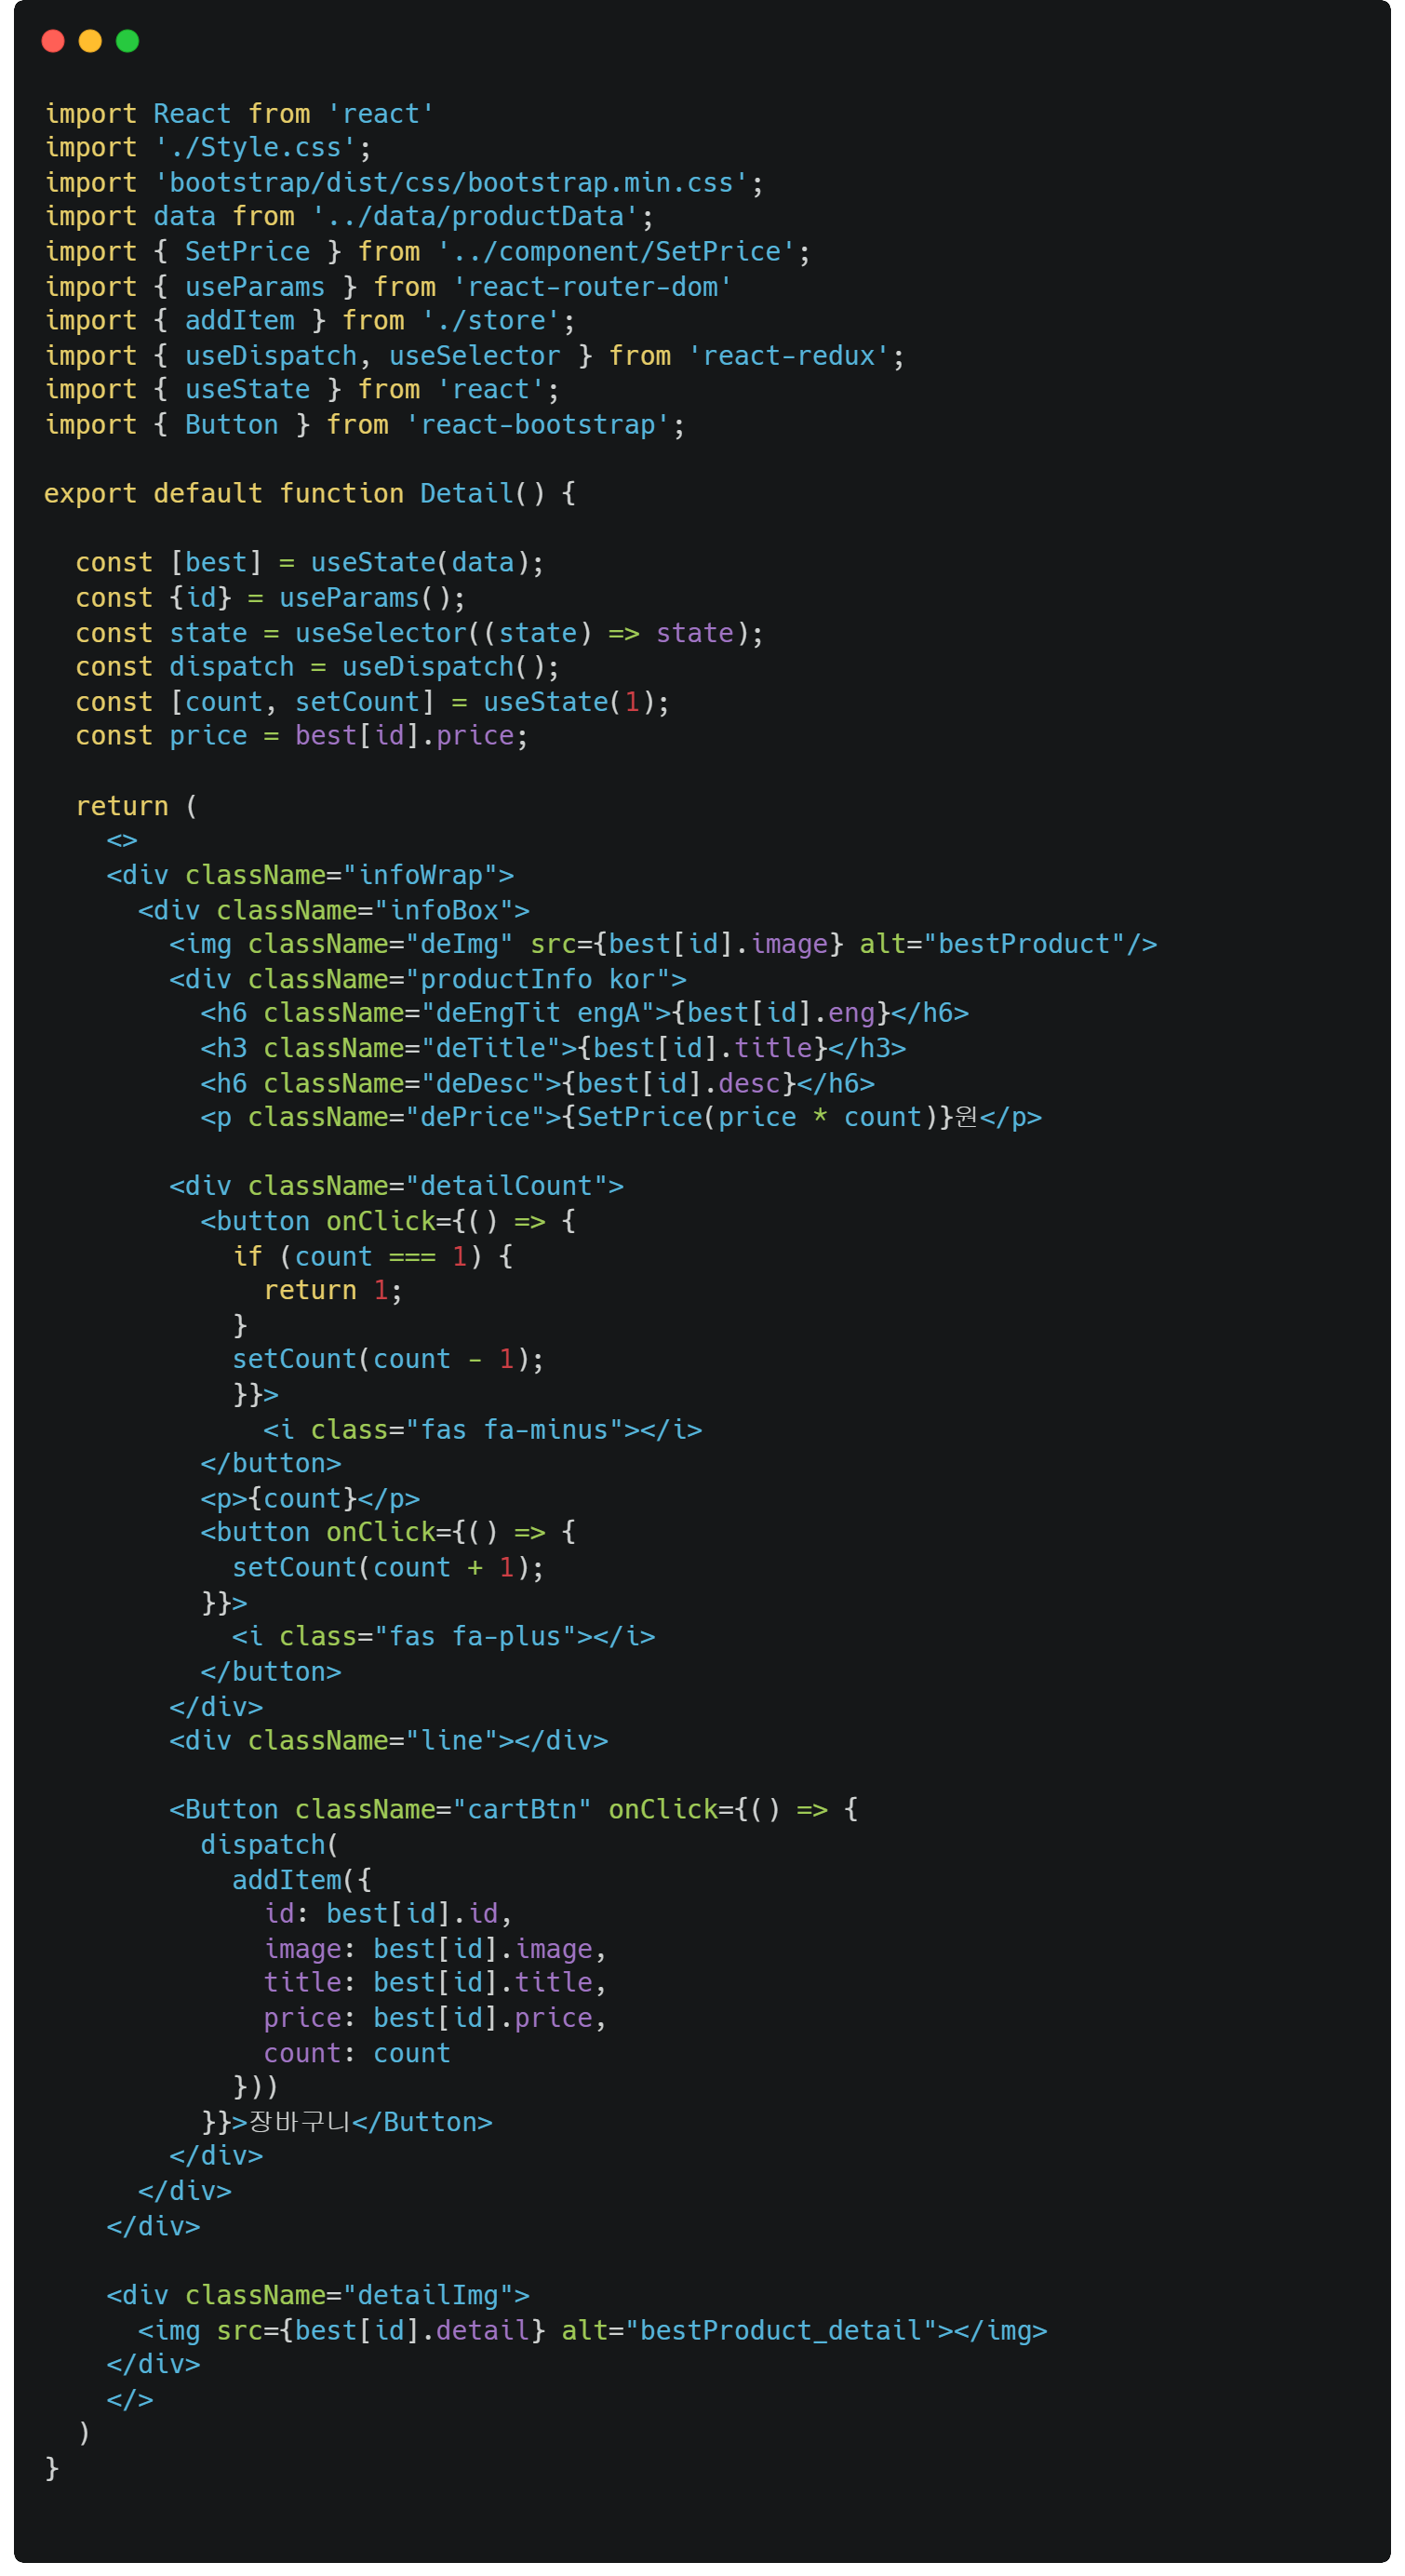 import React from 'react'
import './Style.css';
import 'bootstrap/dist/css/bootstrap.min.css';
import data from '../data/productData';
import { SetPrice } from '../component/SetPrice';
import { useParams } from 'react-router-dom'
import { addItem } from './store';
import { useDispatch, useSelector } from 'react-redux';
import { useState } from 'react';
import { Button } from 'react-bootstrap';

export default function Detail() {

  const [best] = useState(data);
  const {id} = useParams();
  const state = useSelector((state) => state);
  const dispatch = useDispatch();
  const [count, setCount] = useState(1);
  const price = best[id].price;

  return (
    <>
    <div className="infoWrap">
      <div className="infoBox">
        <img className="deImg" src={best[id].image} alt="bestProduct"/>
        <div className="productInfo kor">
          <h6 className="deEngTit engA">{best[id].eng}</h6>
          <h3 className="deTitle">{best[id].title}</h3>
          <h6 className="deDesc">{best[id].desc}</h6>
          <p className="dePrice">{SetPrice(price * count)}원</p>

        <div className="detailCount">
          <button onClick={() => {
            if (count === 1) {
              return 1;
            }
            setCount(count - 1);
            }}>
              <i class="fas fa-minus"></i>
          </button>
          <p>{count}</p>
          <button onClick={() => {
            setCount(count + 1);
          }}>
            <i class="fas fa-plus"></i>
          </button>
        </div>
        <div className="line"></div>

        <Button className="cartBtn" onClick={() => {
          dispatch(
            addItem({
              id: best[id].id,
              image: best[id].image,
              title: best[id].title,
              price: best[id].price,
              count: count
            }))
          }}>장바구니</Button>
        </div>
      </div>
    </div>

    <div className="detailImg">
      <img src={best[id].detail} alt="bestProduct_detail"></img>
    </div>
    </>
  )
}